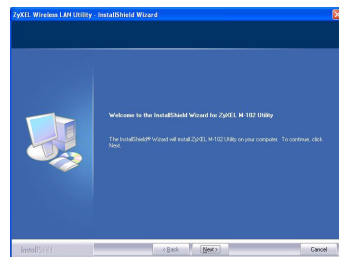 ZyXEL Wireless LAN Utility - InstallShield Wizard
Welcome to the InstallShield Wizard for ZyXEL M-102 Utility
The InstallShield® Wizard will install ZyXEL M-102 Utility on your computer. To continue, click
Next.
InstallShield
< Back
Next >
Cancel